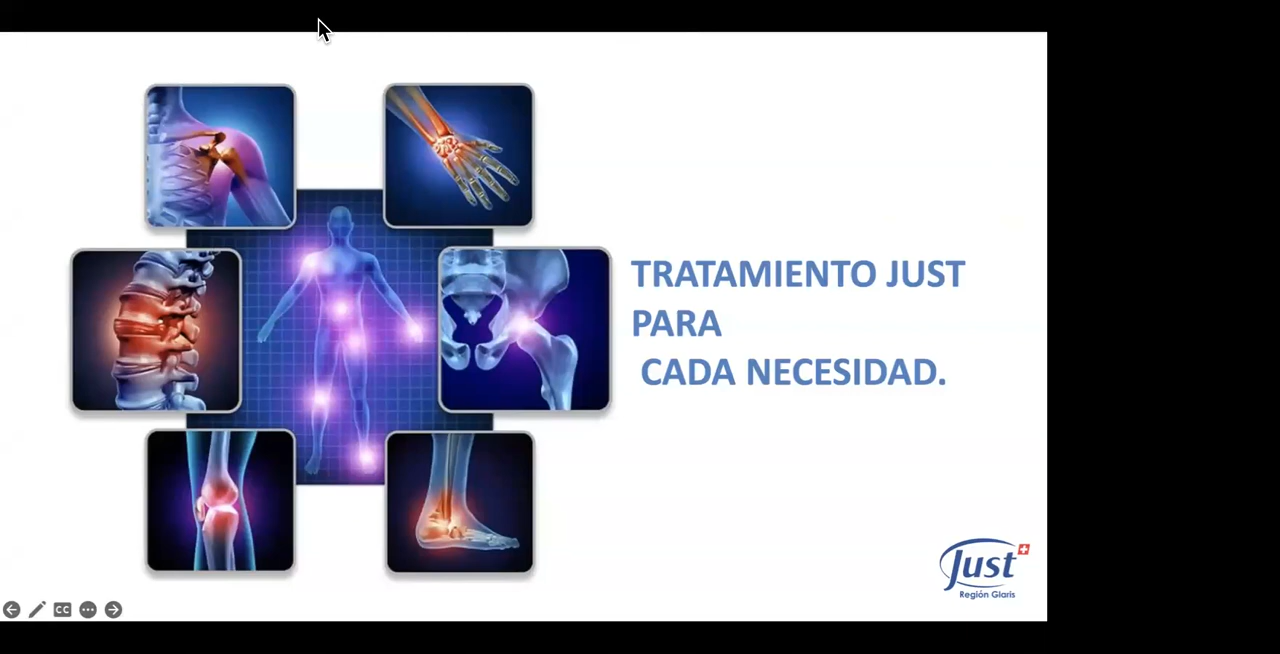 TRATAMIENTO JUST
PARA
CADA NECESIDAD.
Just
Región Glaris
CC